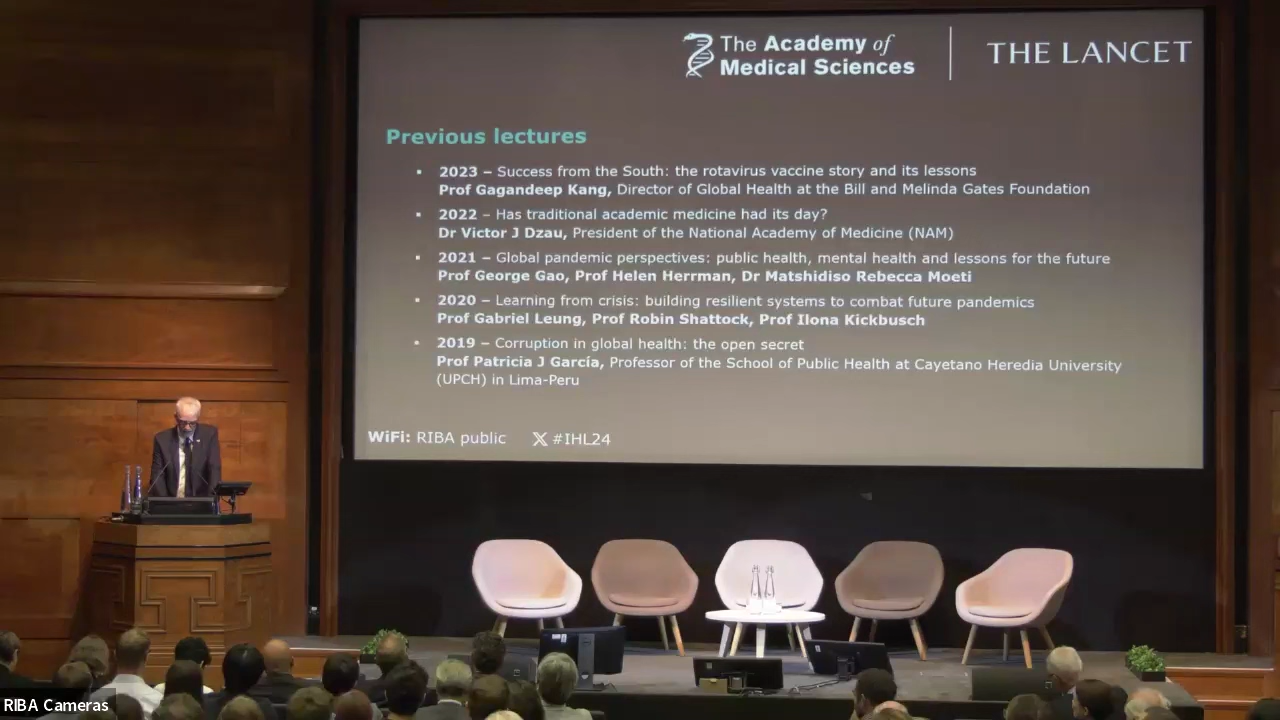 The Academy of
Medical Sciences
THE LANCET
Previous lectures
▪ 2023 – Success from the South: the rotavirus vaccine story and its lessons
Prof Gagandeep Kang, Director of Global Health at the Bill and Melinda Gates Foundation
▪ 2022 – Has traditional academic medicine had its day?
Dr Victor J Dzau, President of the National Academy of Medicine (NAM)
▪ 2021 – Global pandemic perspectives: public health, mental health and lessons for the future
Prof George Gao, Prof Helen Herrman, Dr Matshidiso Rebecca Moeti
▪ 2020 – Learning from crisis: building resilient systems to combat future pandemics
Prof Gabriel Leung, Prof Robin Shattock, Prof Ilona Kickbusch
▪ 2019 – Corruption in global health: the open secret
Prof Patricia J García, Professor of the School of Public Health at Cayetano Heredia University
(UPCH) in Lima-Peru
WiFi: RIBA public X #IHL24
RIBA Cameras